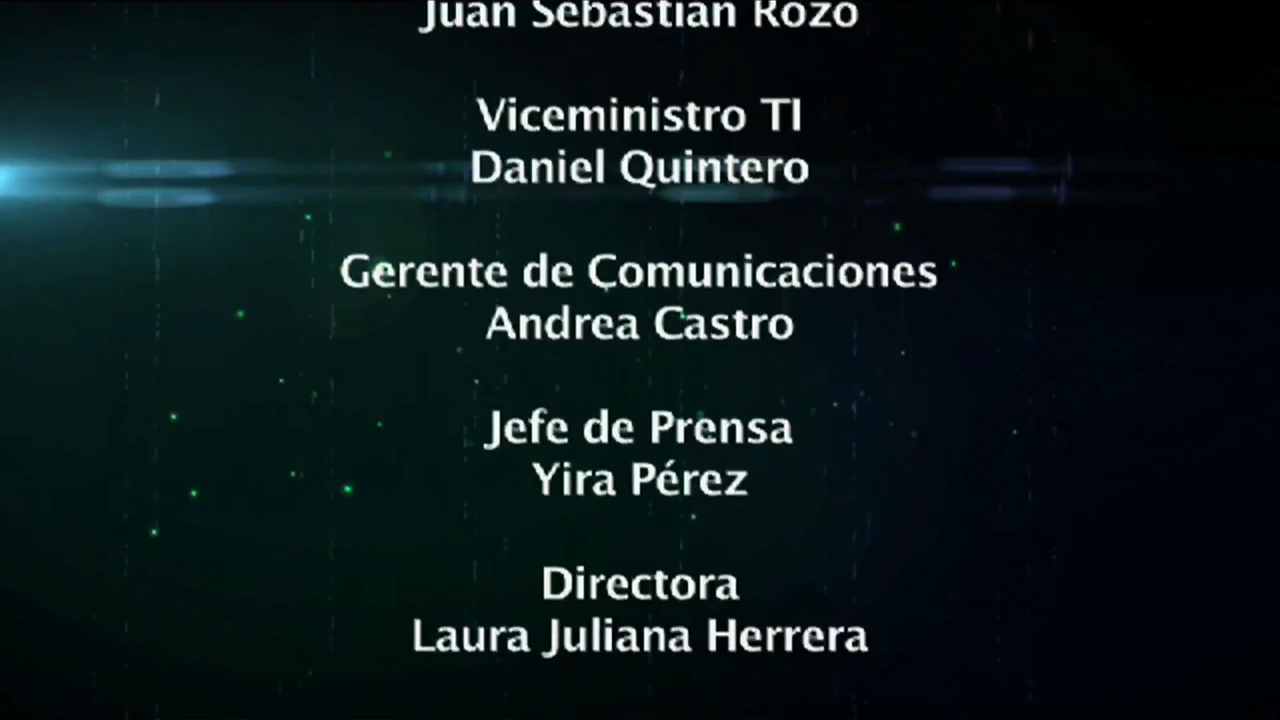 Juan Sebastián Rozo
Viceministro TI
Daniel Quintero
Gerente de Comunicaciones
Andrea Castro
Jefe de Prensa
Yira Pérez
Directora
Laura Juliana Herrera